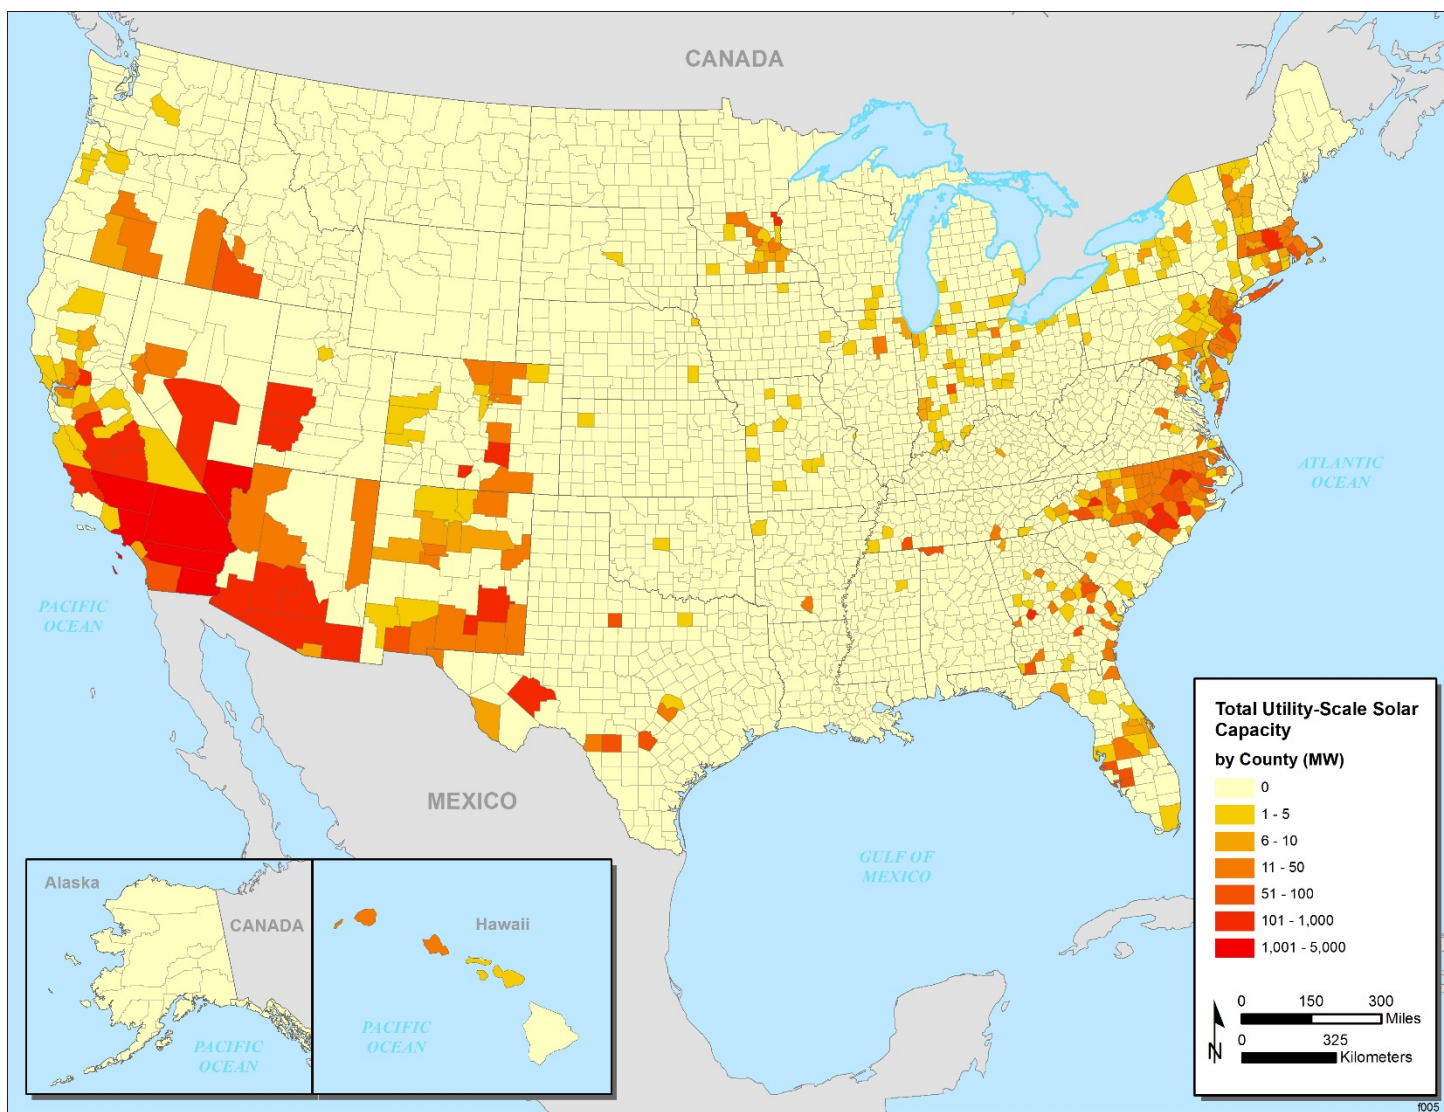 CANADA
PACIFIC
OCEAN
ATLANTIC
OCEAN
MEXICO
GULF OF
MEXICO
Alaska
CANADA
PACIFIC
OCEAN
Hawaii
PACIFIC
OCEAN
Total Utility-Scale Solar
Capacity
by County (MW)
0
1 - 5
6 - 10
11 - 50
51 - 100
101 - 1,000
1,001 - 5,000
N
0 150 300
Miles
0 325
Kilometers
f005